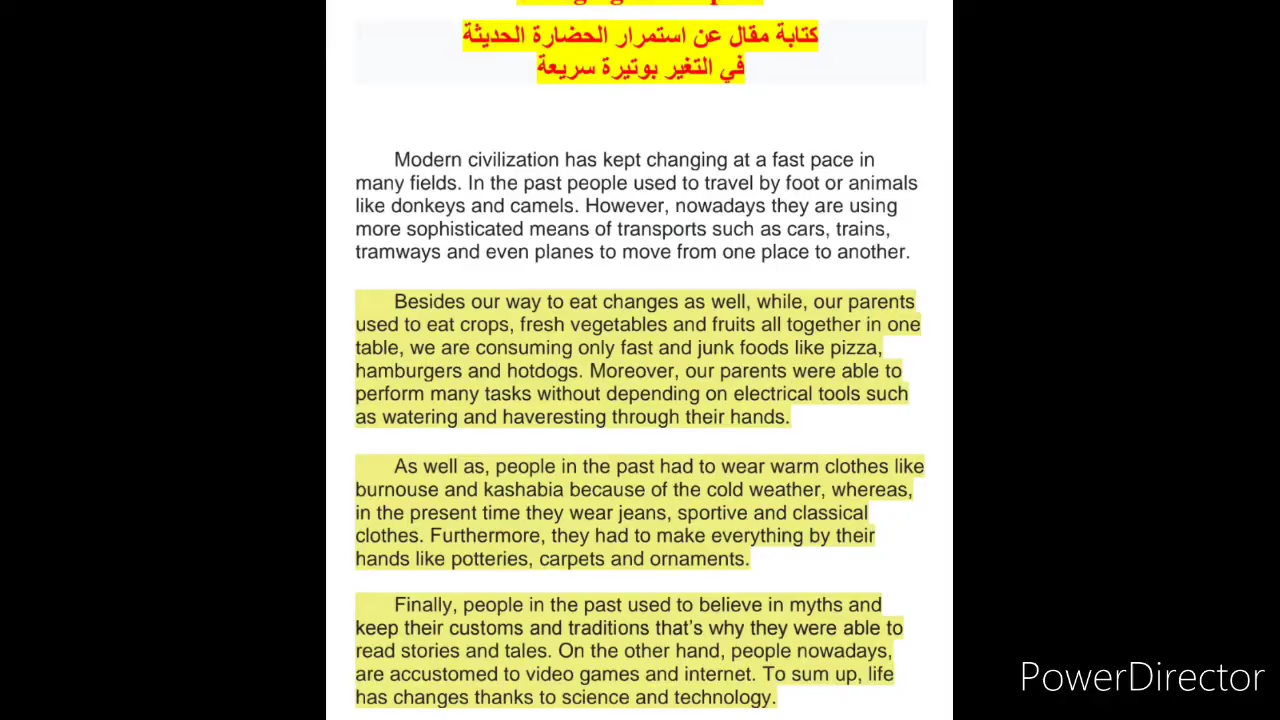 كتابة مقال عن استمرار الحضارة الحديثة
في التغير بوتيرة سريعة
Modern civilization has kept changing at a fast pace in
many fields. In the past people used to travel by foot or animals
like donkeys and camels. However, nowadays they are using
more sophisticated means of transports such as cars, trains,
tramways and even planes to move from one place to another.
Besides our way to eat changes as well, while, our parents
used to eat crops, fresh vegetables and fruits all together in one
table, we are consuming only fast and junk foods like pizza,
hamburgers and hotdogs. Moreover, our parents were able to
perform many tasks without depending on electrical tools such
as watering and haveresting through their hands.
As well as, people in the past had to wear warm clothes like
burnouse and kashabia because of the cold weather, whereas,
in the present time they wear jeans, sportive and classical
clothes. Furthermore, they had to make everything by their
hands like potteries, carpets and ornaments.
Finally, people in the past used to believe in myths and
keep their customs and traditions that's why they were able to
read stories and tales. On the other hand, people nowadays,
are accustomed to video games and internet. To sum up, life
has changes thanks to science and technology.
PowerDirector